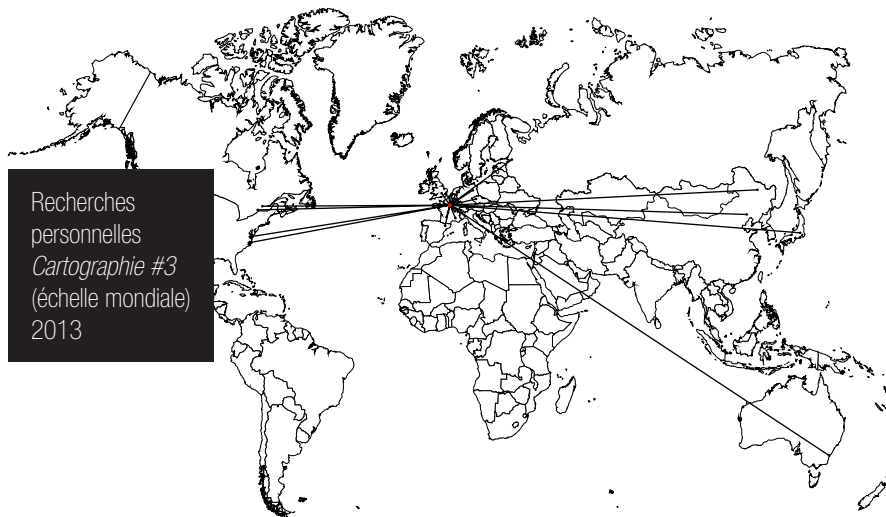 Recherches
personnelles
Cartographie #3
(échelle mondiale)
2013